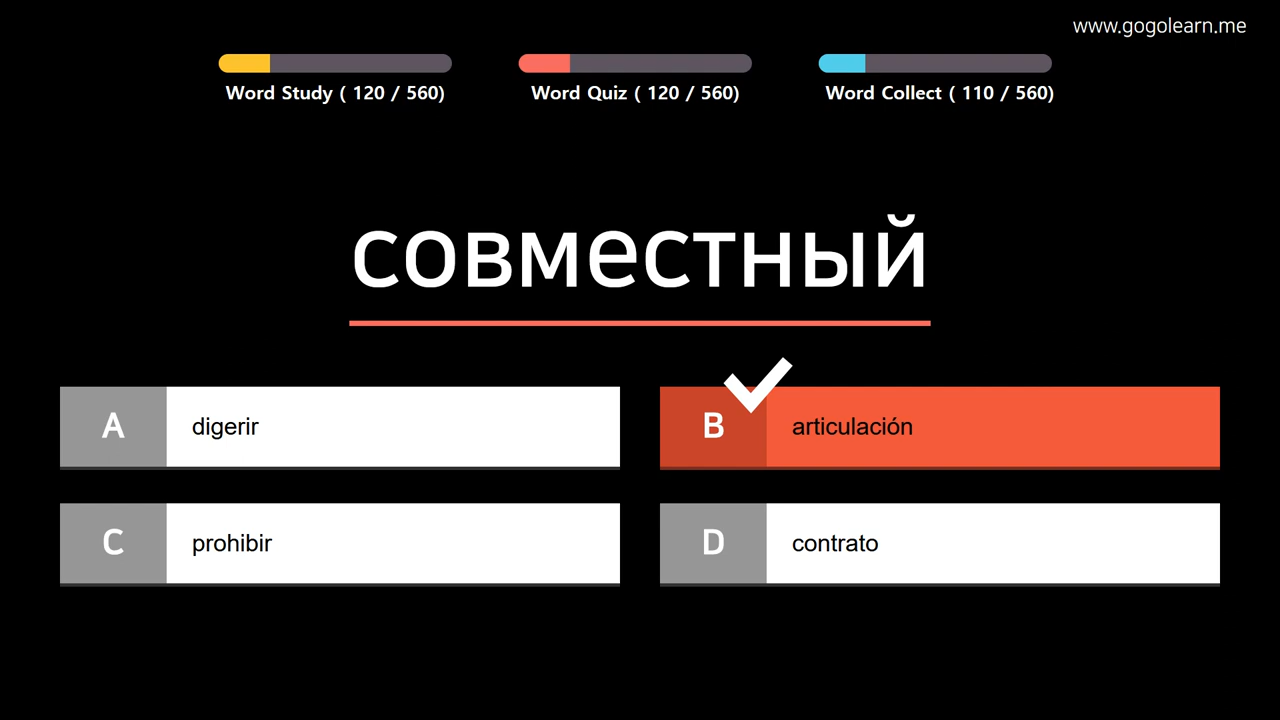 www.gogolearn.me
Word Study ( 120 / 560)
Word Quiz ( 120 / 560)
Word Collect ( 110 / 560)
совместный
A digerir
B articulación
C prohibir
D contrato